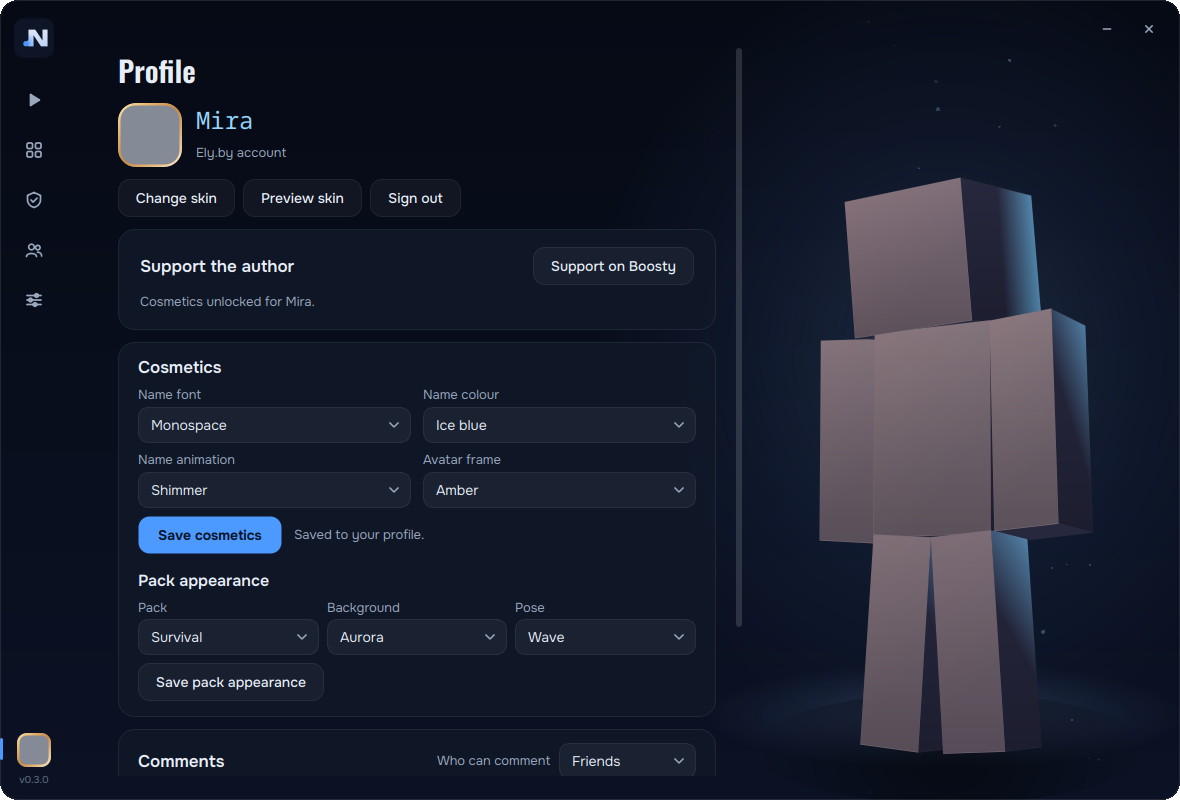 N
Profile
Mira
Ely.by account
Change skin
Preview skin
Sign out
Support the author
Support on Boosty
Cosmetics unlocked for Mira.
Cosmetics
Name font
Name colour
Monospace
Ice blue
Name animation
Avatar frame
Shimmer
Amber
Save cosmetics
Saved to your profile.
Pack appearance
Pack
Background
Pose
Survival
Aurora
Wave
Save pack appearance
Comments
Who can comment
Friends
v0.3.0